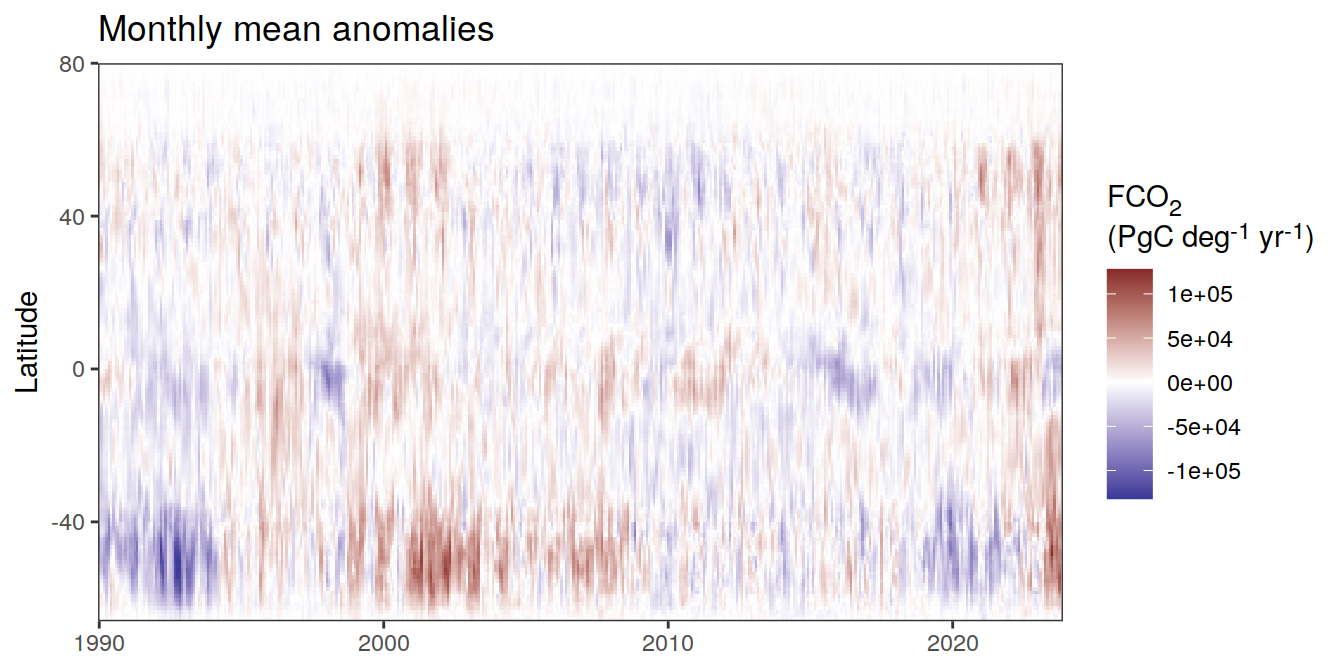 Monthly mean anomalies
80
40
0
-40
Latitude
1990 2000 2010 2020
FCO₂
(PgC deg⁻¹ yr⁻¹)
1e+05
5e+04
0e+00
-5e+04
-1e+05